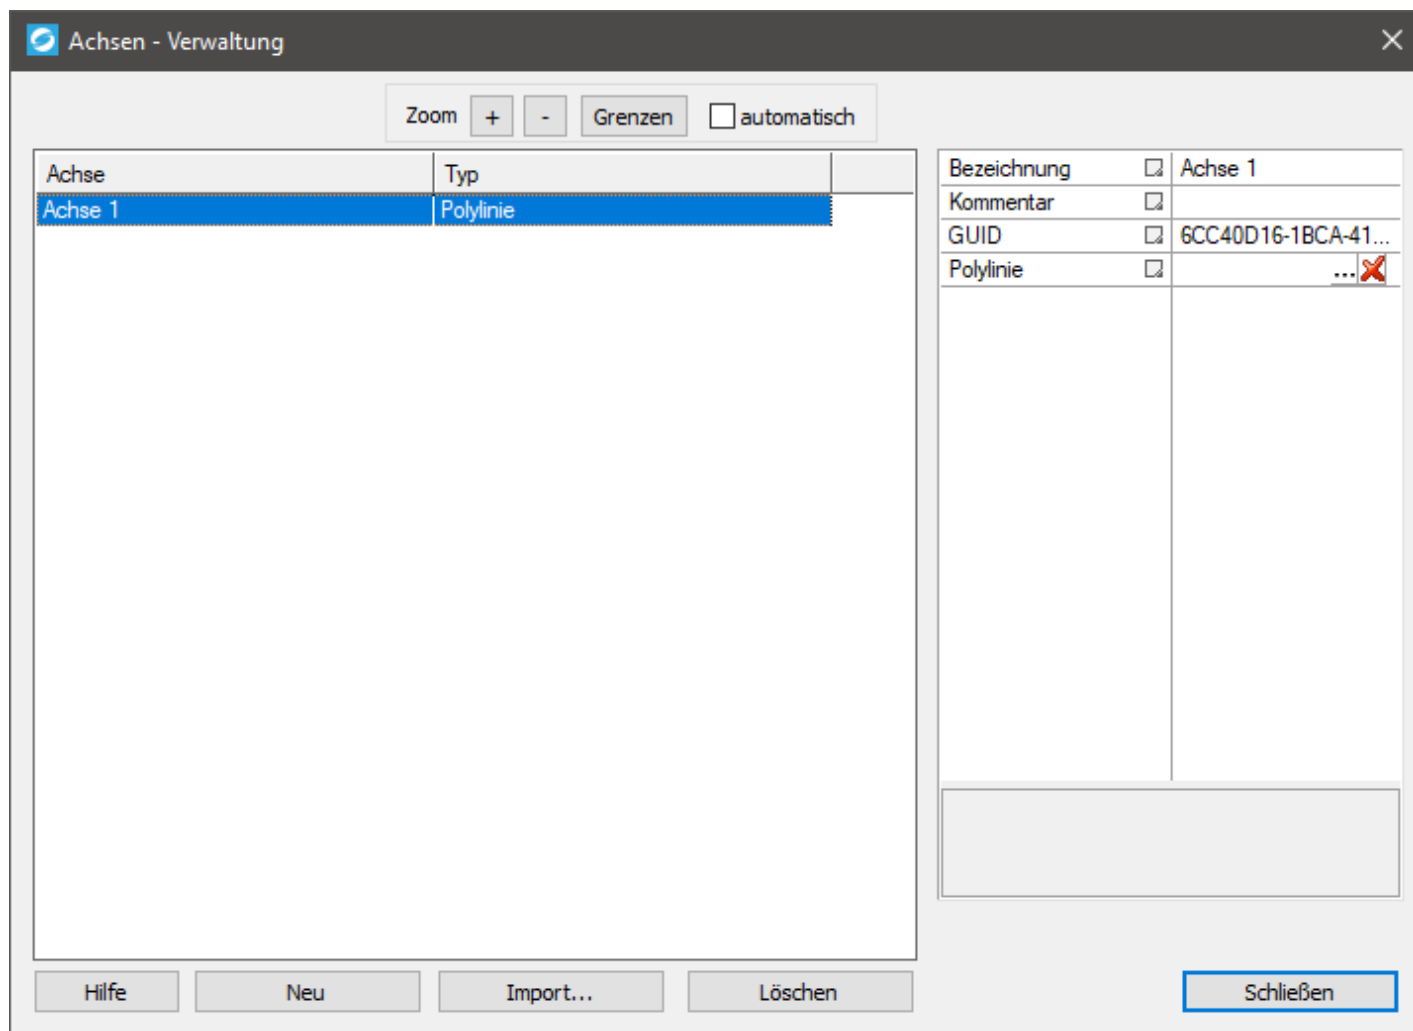 Achsen - Verwaltung
Zoom + - Grenzen automatisch
Achse Typ
Achse 1 Polylinie
Bezeichnung Achse 1
Kommentar
GUID 6CC40D16-1BCA-41...
Polylinie ...
Hilfe Neu Import... Löschen Schließen